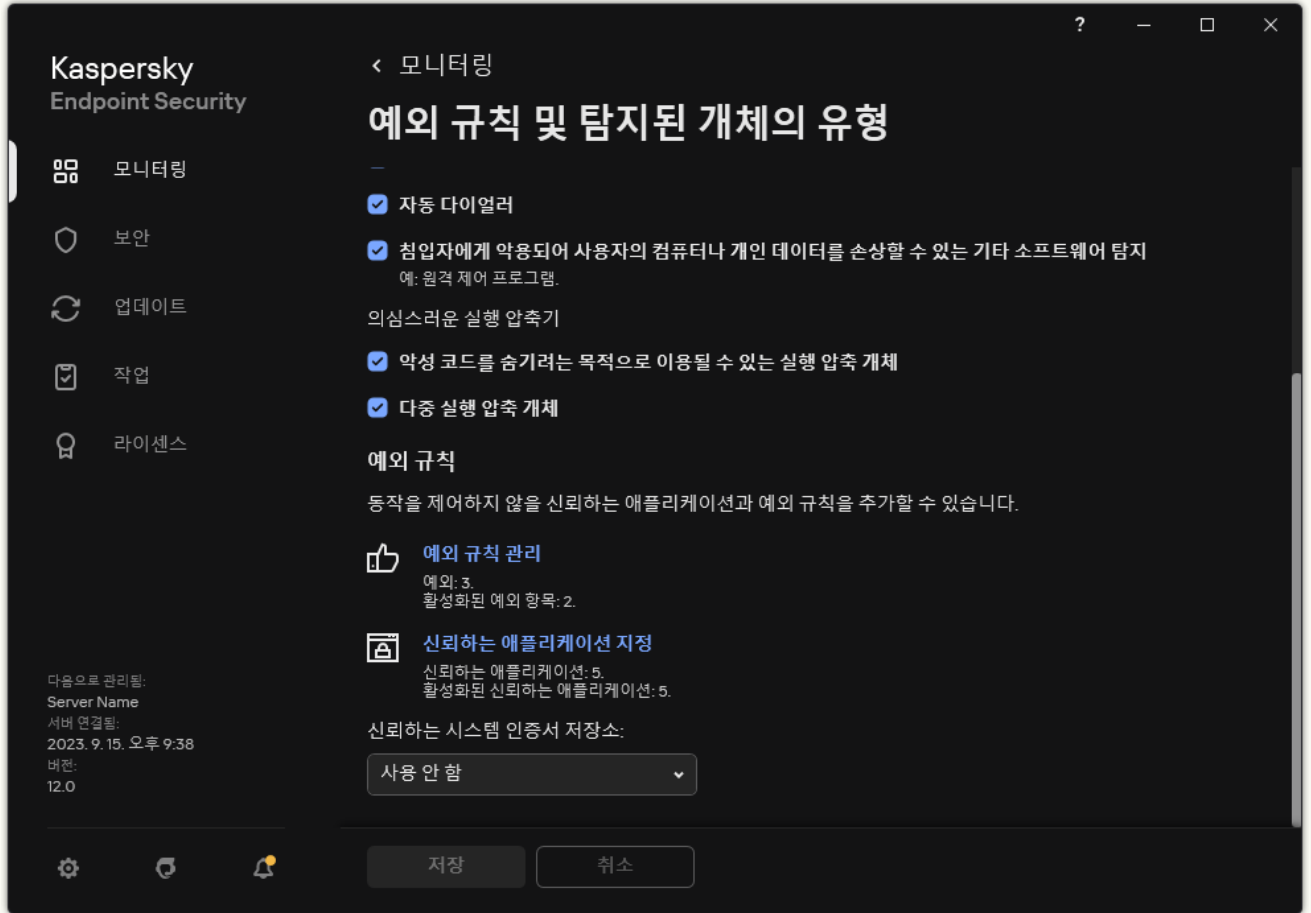 ?
Kaspersky
Endpoint Security
모니터링
보안
업데이트
작업
라이센스
다음으로 관리됨:
Server Name
서버 연결됨:
2023. 9. 15. 오후 9:38
버전:
12.0
모니터링
예외 규칙 및 탐지된 개체의 유형
자동 다이얼러
침입자에게 악용되어 사용자의 컴퓨터나 개인 데이터를 손상할 수 있는 기타 소프트웨어 탐지
예: 원격 제어 프로그램.
의심스러운 실행 압축기
악성 코드를 숨기려는 목적으로 이용될 수 있는 실행 압축 개체
다중 실행 압축 개체
예외 규칙
동작을 제어하지 않을 신뢰하는 애플리케이션과 예외 규칙을 추가할 수 있습니다.
예외 규칙 관리
예외: 3.
활성화된 예외 항목: 2.
신뢰하는 애플리케이션 지정
신뢰하는 애플리케이션: 5.
활성화된 신뢰하는 애플리케이션: 5.
신뢰하는 시스템 인증서 저장소:
사용 안 함
저장
취소